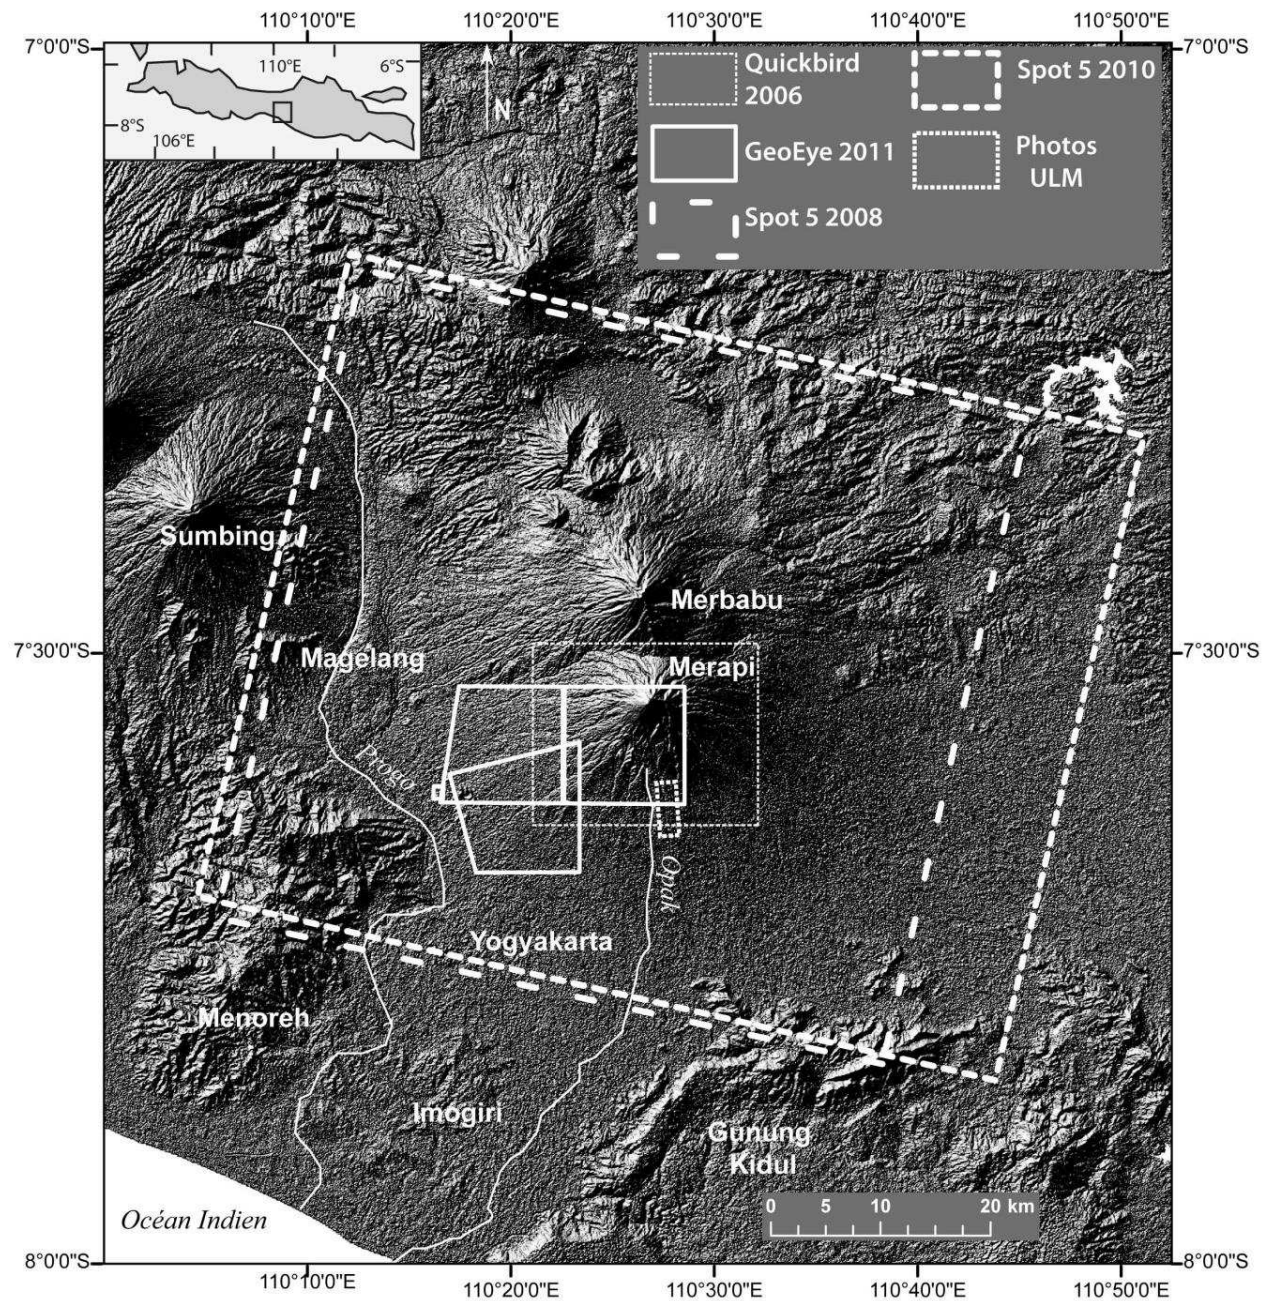 110°10'0"E
110°20'0"E
110°30'0"E
110°40'0"E
110°50'0"E
7°0'0"S
7°0'0"S
110°E
6°S
8°S
106°E
N
Quickbird
2006
Spot 5 2010
GeoEye 2011
Photos
ULM
Spot 5 2008
Sumbing
Merbabu
7°30'0"S
7°30'0"S
Magelang
Merapi
Progo
Opak
Yogyakarta
Menoreh
Imogiri
Gunung
Kidul
0 5 10 20 km
Océan Indien
8°0'0"S
8°0'0"S
110°10'0"E
110°20'0"E
110°30'0"E
110°40'0"E
110°50'0"E